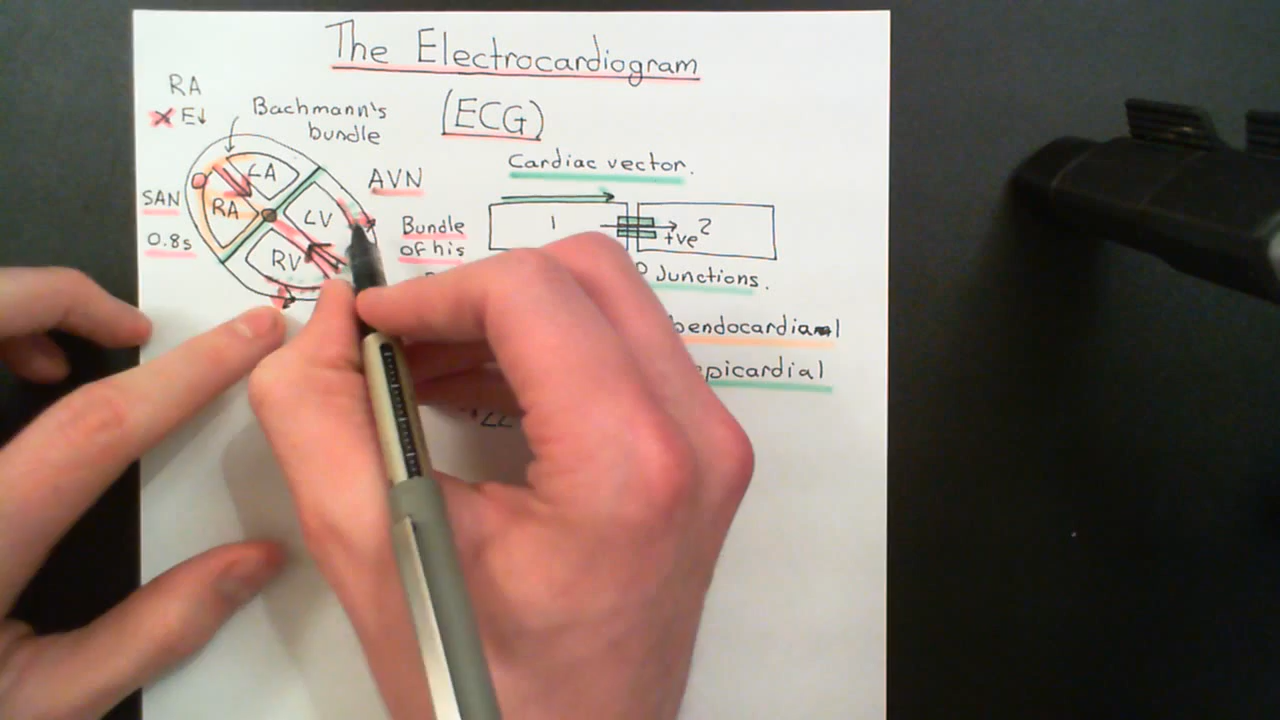 The Electrocardiogram
(ECG)
RA
X E↓
Bachmann's
bundle
SAN
0.8s
LA
RA
LV
RV
AVN
Bundle
of his
Cardiac vector.
1
2
+ve
Junctions.
bendocardial
epicardial